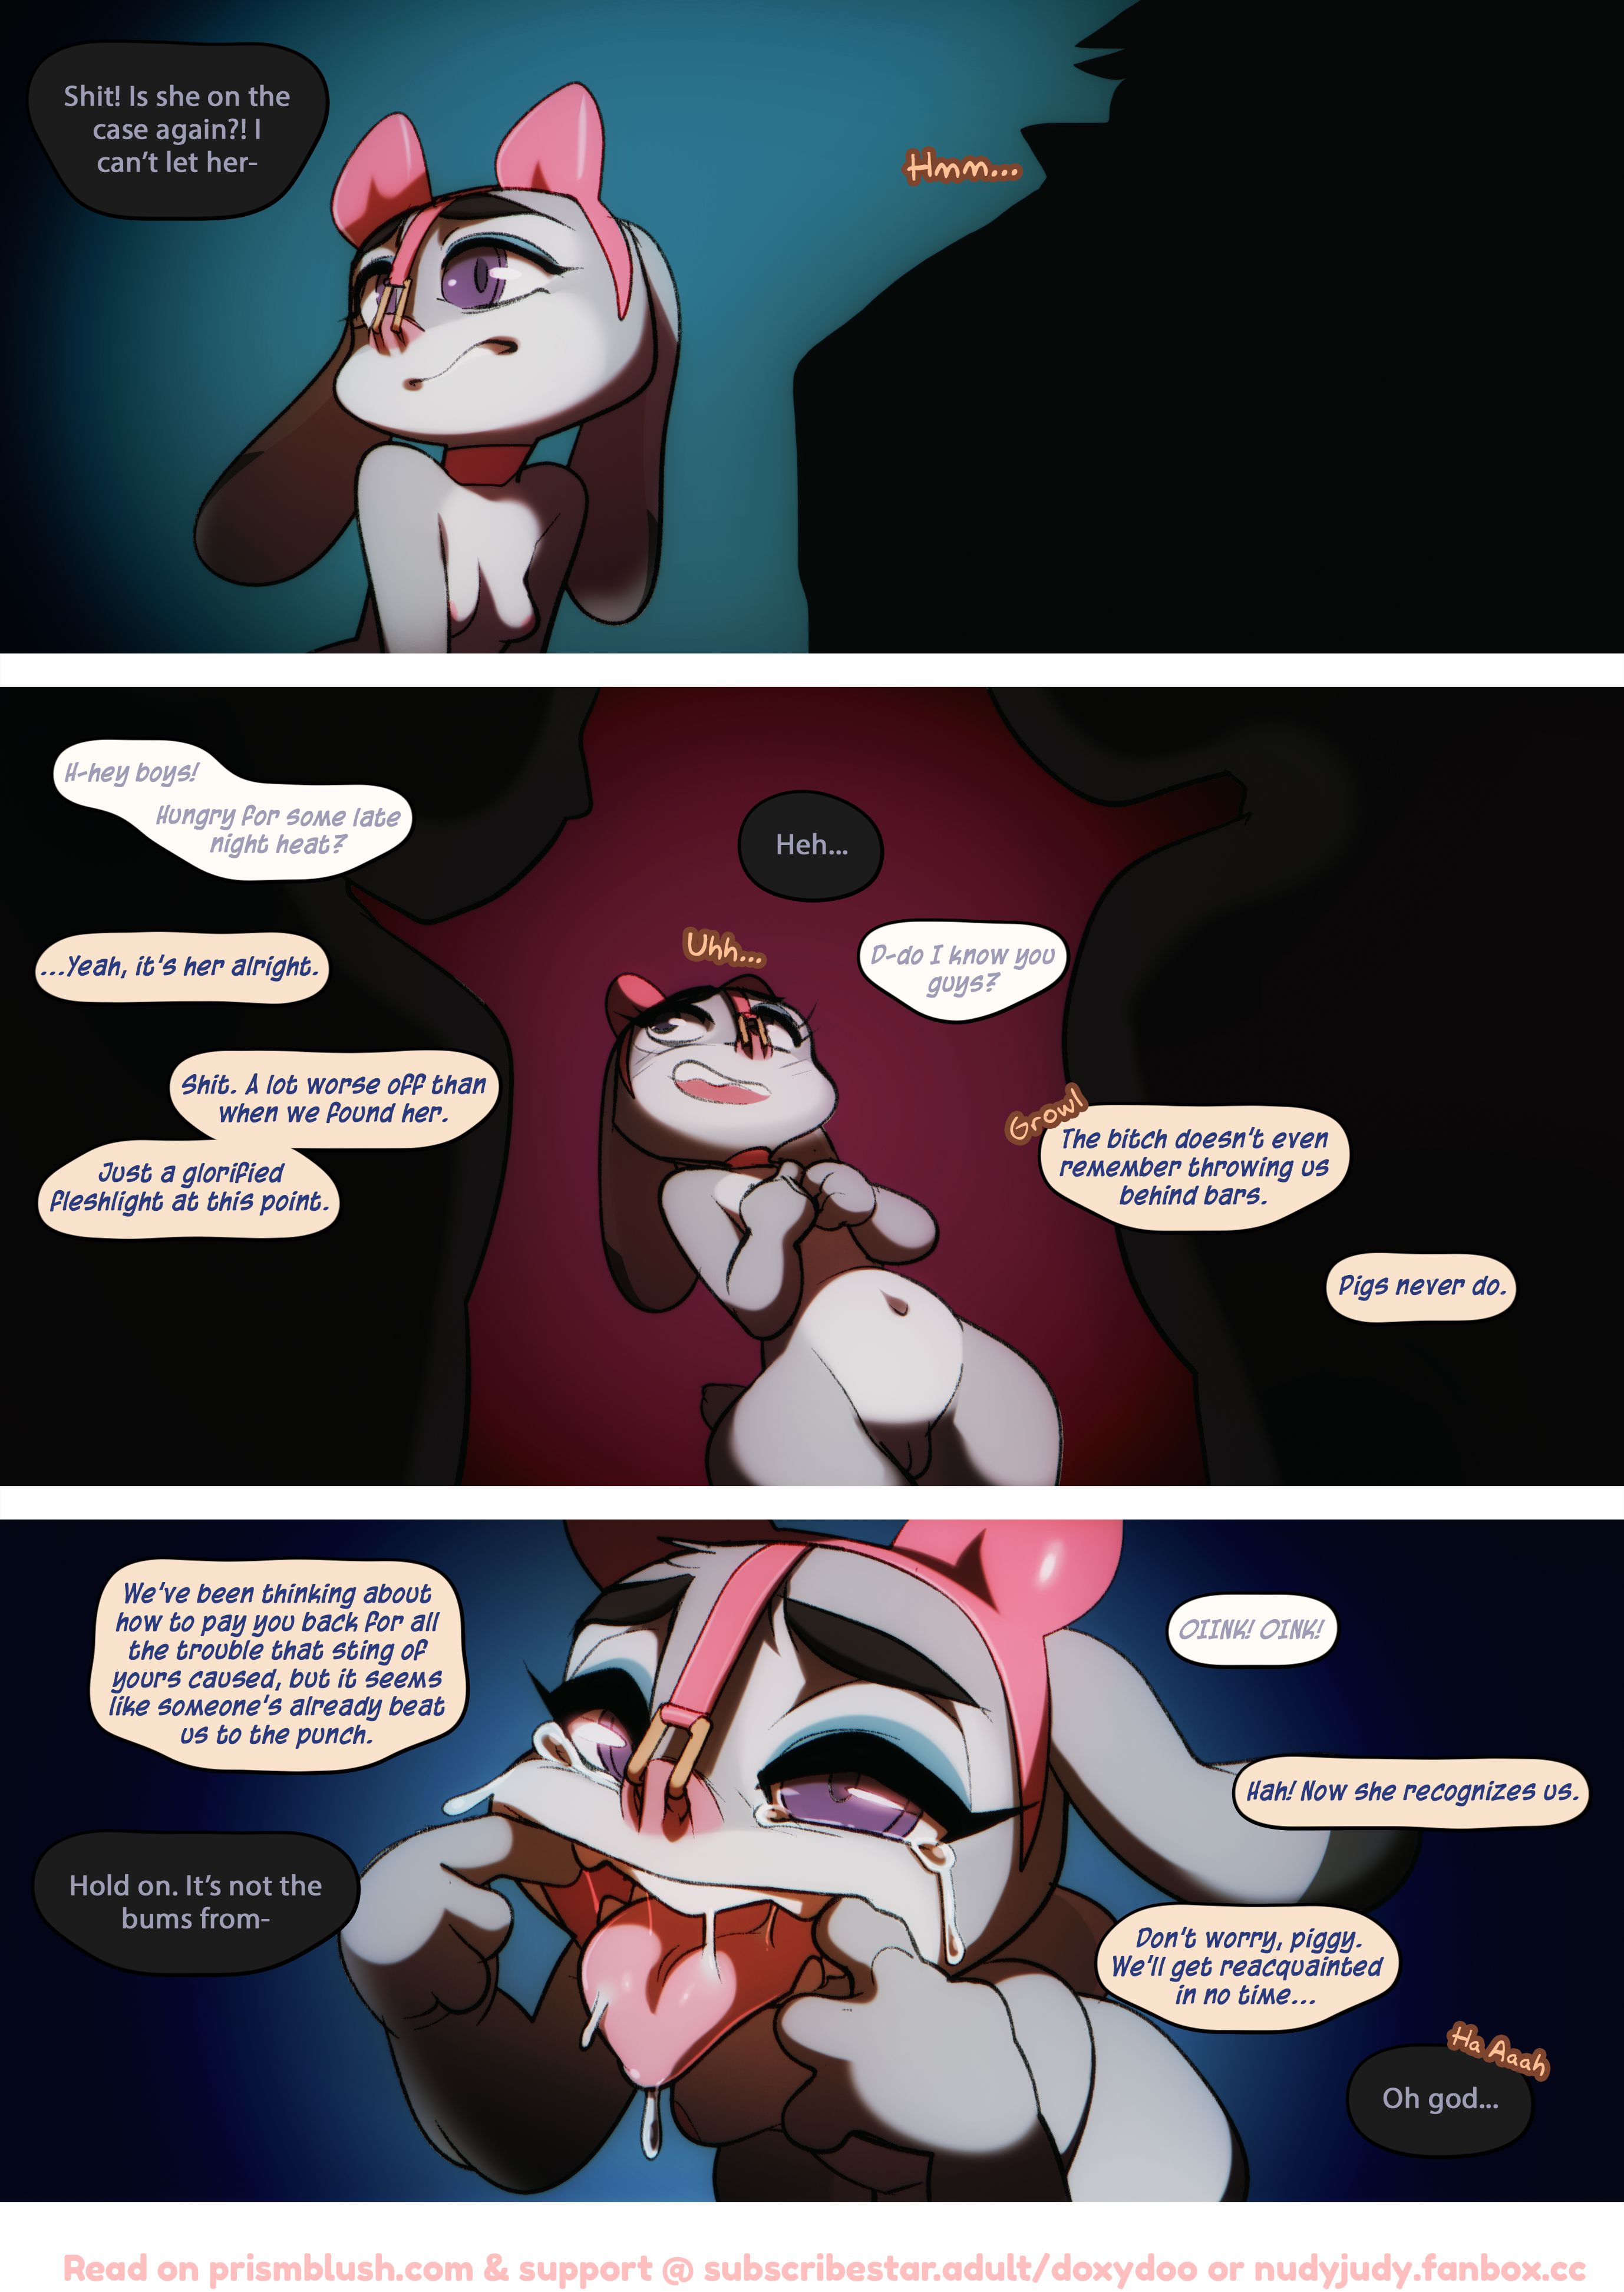 Shit! Is she on the
case again?! I
can't let her-
Hmm...
H-hey boys!
Hungry for some late
night heat?
Heh...
...Yeah, it's her alright.
Uhh...
D-do I know you
guys?
Shit. A lot worse off than
when we found her.
Just a glorified
fleshlight at this point.
Growl
The bitch doesn't even
remember throwing us
behind bars.
Pigs never do.
We've been thinking about
how to pay you back for all
the trouble that sting of
yours caused, but it seems
like someone's already beat
us to the punch.
OIINK! OINK!
Hah! Now she recognizes us.
Hold on. It's not the
bums from-
Don't worry, piggy.
We'll get reacquainted
in no time...
Ha Aaah
Oh god...
Read on prismblush.com & support @ subscribestar.adult/doxydoo or nudyjudy.fanbox.cc